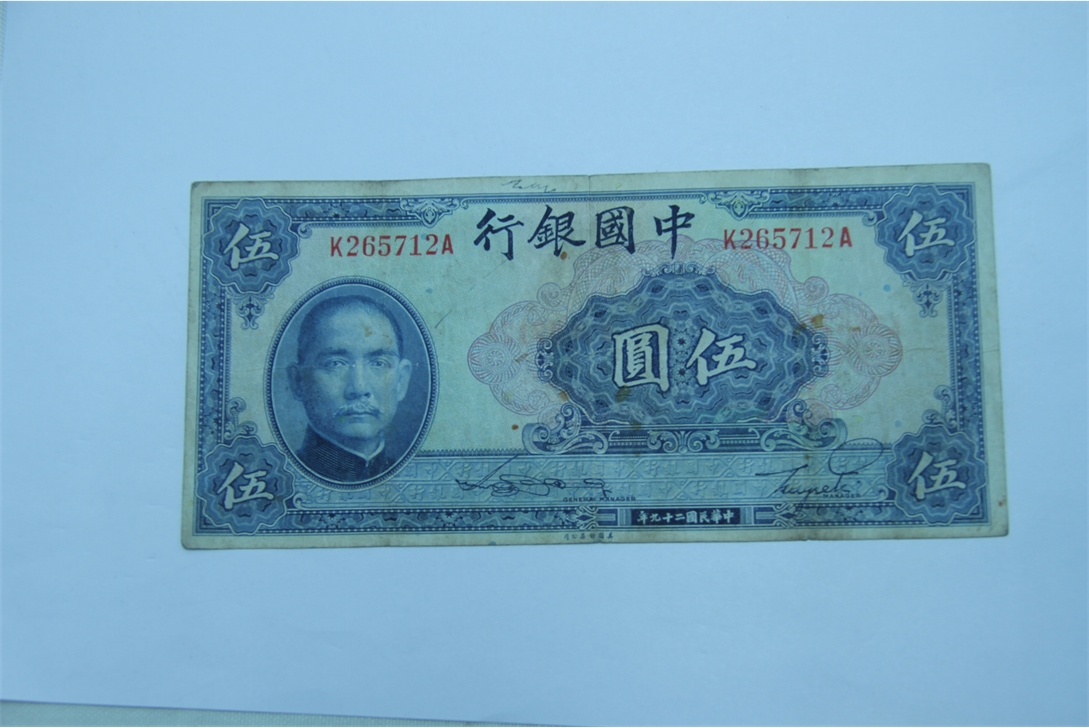 伍
伍
中國銀行
K265712A
K265712A
伍圓
伍
伍
GENERAL MANAGER
MANAGER
中華民國二十九年